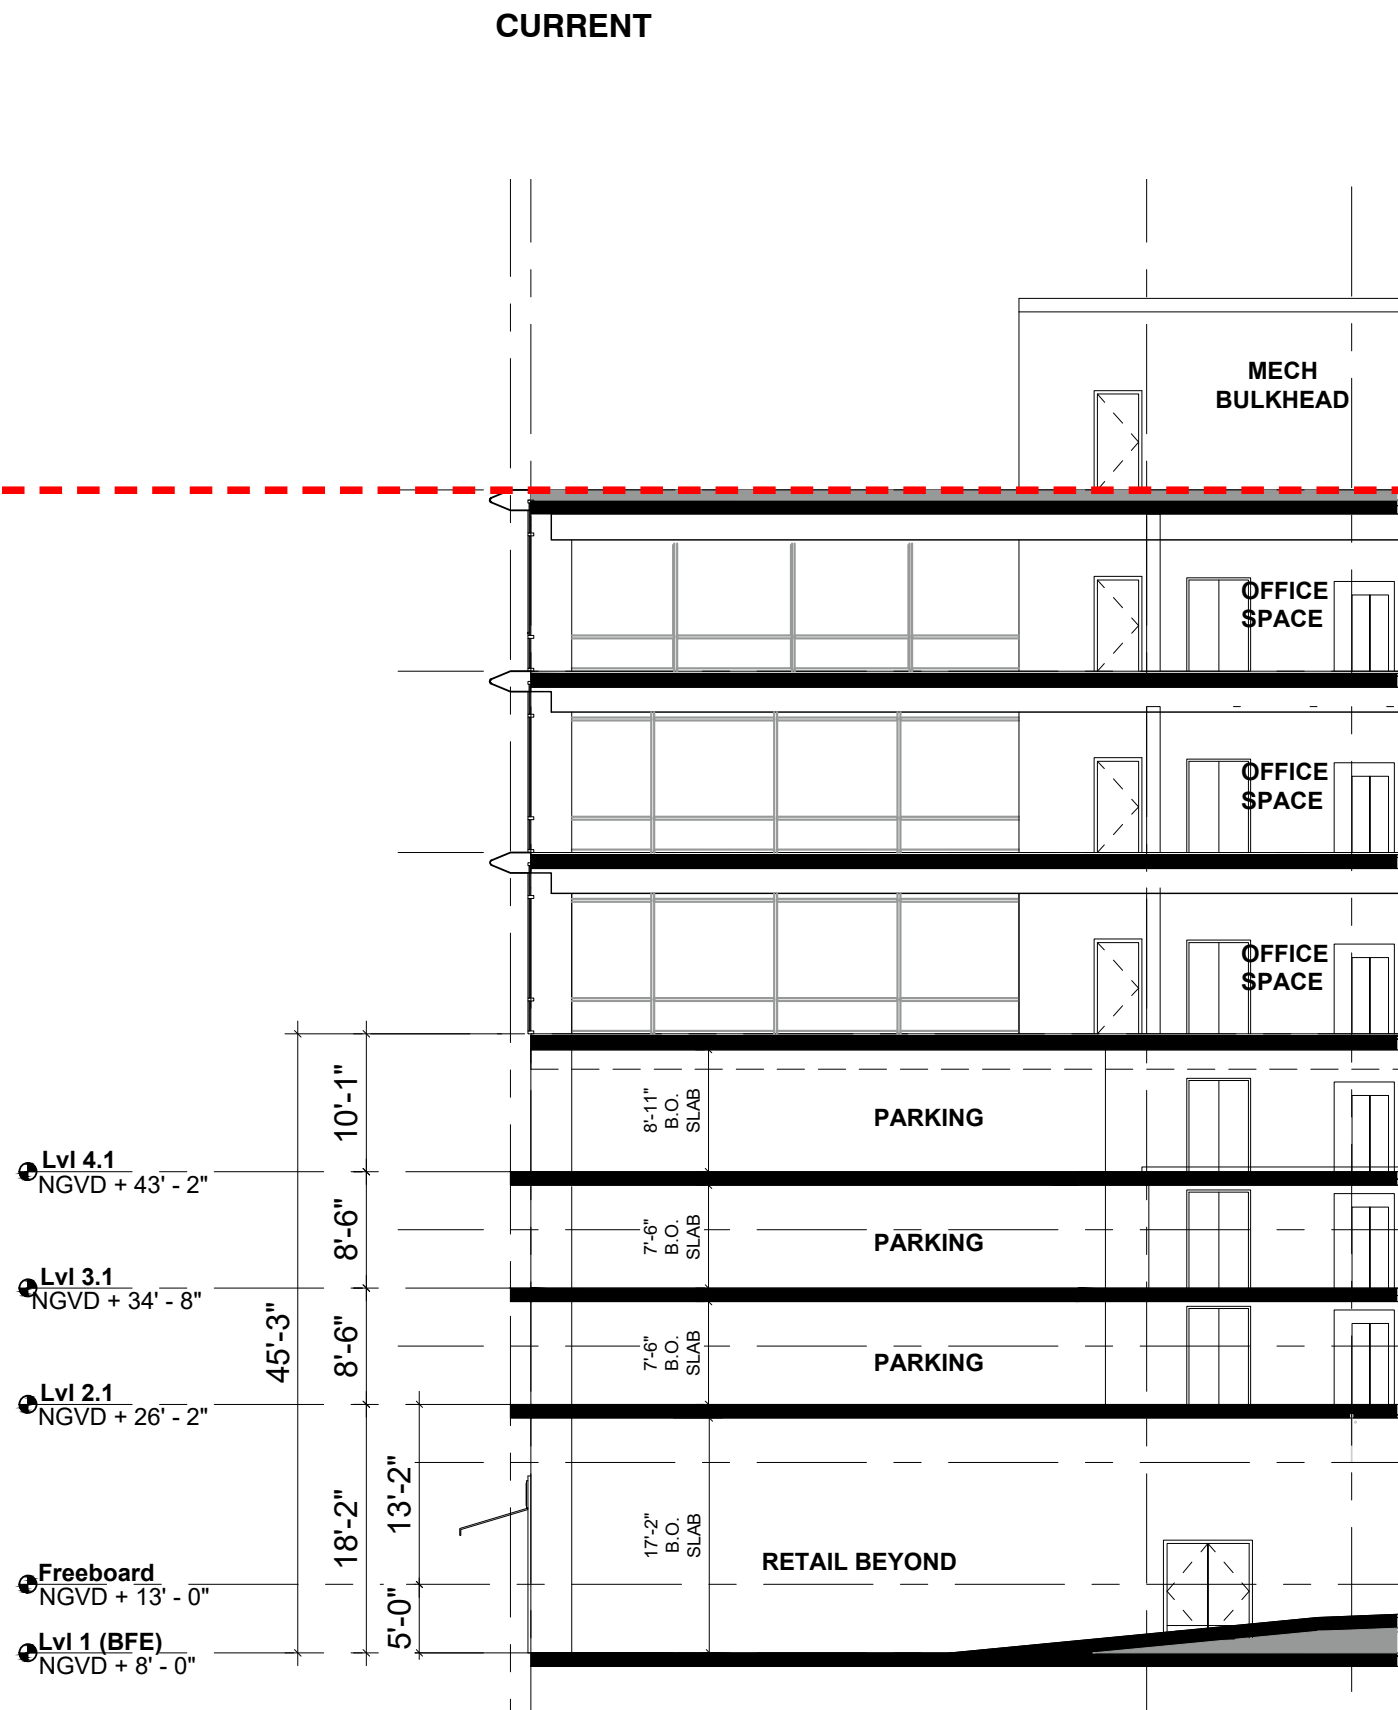 CURRENT
MECH
BULKHEAD
OFFICE
SPACE
OFFICE
SPACE
OFFICE
SPACE
10'-1"
8'-11"
B.O.
SLAB
PARKING
Lvl 4.1
NGVD + 43' - 2"
8'-6"
7'-6"
B.O.
SLAB
PARKING
Lvl 3.1
NGVD + 34' - 8"
45'-3"
8'-6"
7'-6"
B.O.
SLAB
PARKING
Lvl 2.1
NGVD + 26' - 2"
18'-2"
13'-2"
17'-2"
B.O.
SLAB
RETAIL BEYOND
Freeboard
NGVD + 13' - 0"
5'-0"
Lvl 1 (BFE)
NGVD + 8' - 0"